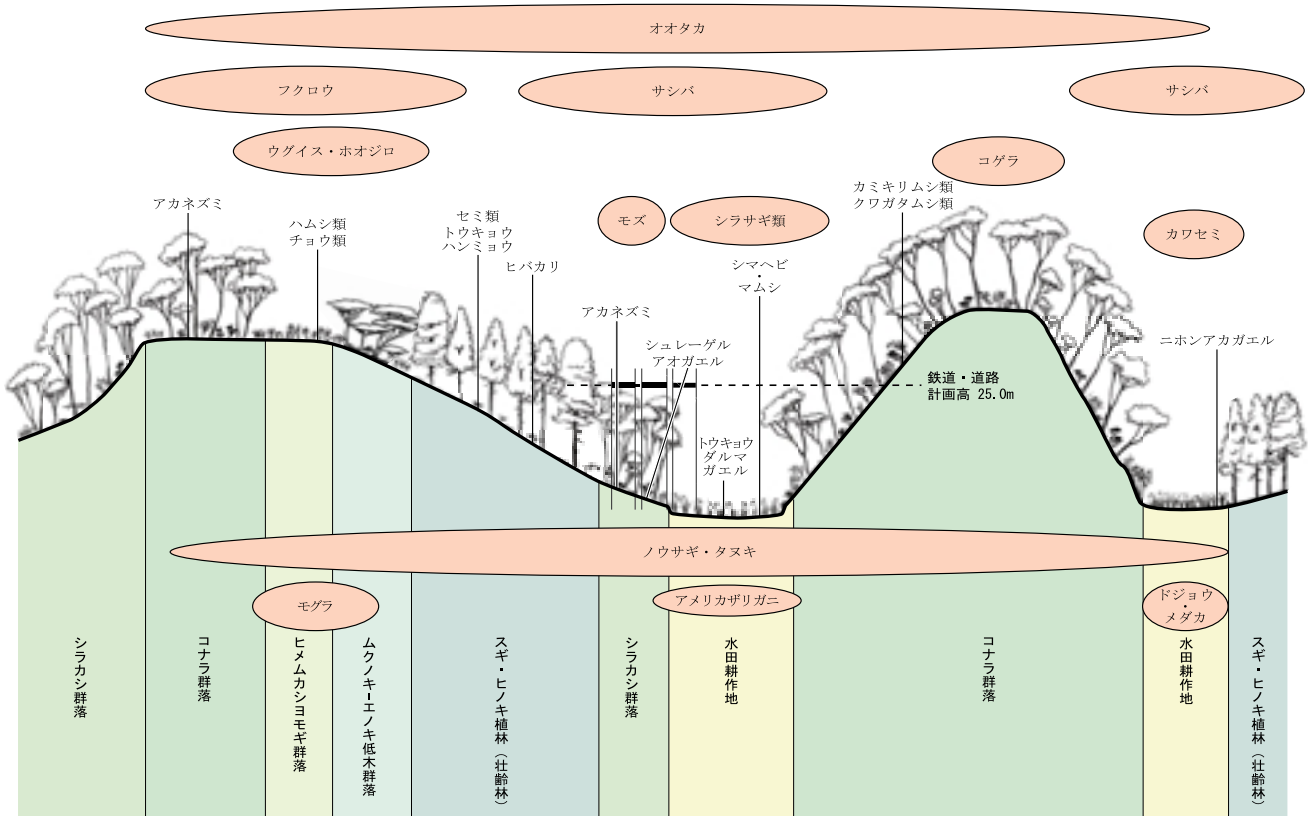 オオタカ
フクロウ
サシバ
サシバ
ウグイス・ホオジロ
コゲラ
アカネズミ
ハムシ類
チョウ類
セミ類
トウキョウ
ハンミョウ
ヒバカリ
モズ
シラサギ類
カミキリムシ類
クワガタムシ類
カワセミ
シマヘビ
・
マムシ
アカネズミ
シュレーゲル
アオガエル
ニホンアカガエル
鉄道・道路
計画高 25.0m
トウキョウ
ダルマ
ガエル
ノウサギ・タヌキ
モグラ
アメリカザリガニ
ドジョウ
・
メダカ
シラカシ群落
コナラ群落
ヒメムカシヨモギ群落
ムクノキーエノキ低木群落
スギ・ヒノキ植林（壮齢林）
シラカシ群落
水田耕作地
コナラ群落
水田耕作地
スギ・ヒノキ植林（壮齢林）